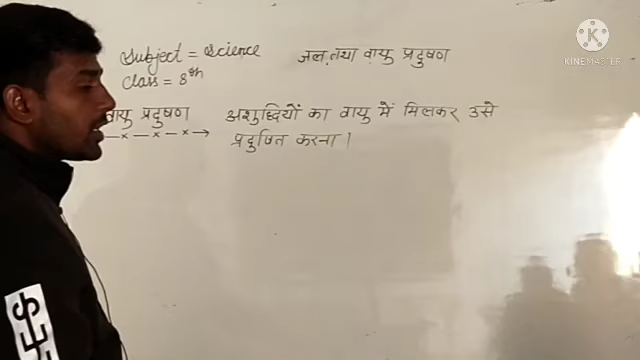 Subject = Science जल तथा वायु प्रदुषण
Class = 8th
वायु प्रदुषण अशुद्धियों का वायु में मिलकर उसे
प्रदुषित करना।
KINEMASTER